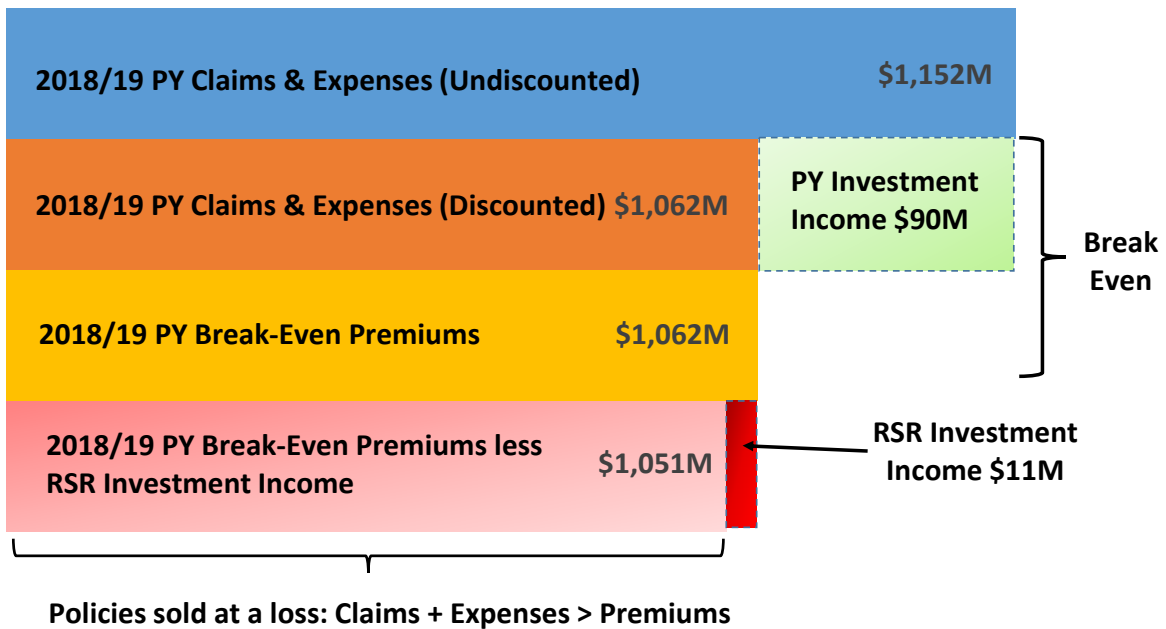 2018/19 PY Claims & Expenses (Undiscounted) $1,152M
2018/19 PY Claims & Expenses (Discounted) $1,062M
PY Investment
Income $90M
Break
Even
2018/19 PY Break-Even Premiums $1,062M
2018/19 PY Break-Even Premiums less
RSR Investment Income
$1,051M
RSR Investment
Income $11M
Policies sold at a loss: Claims + Expenses > Premiums